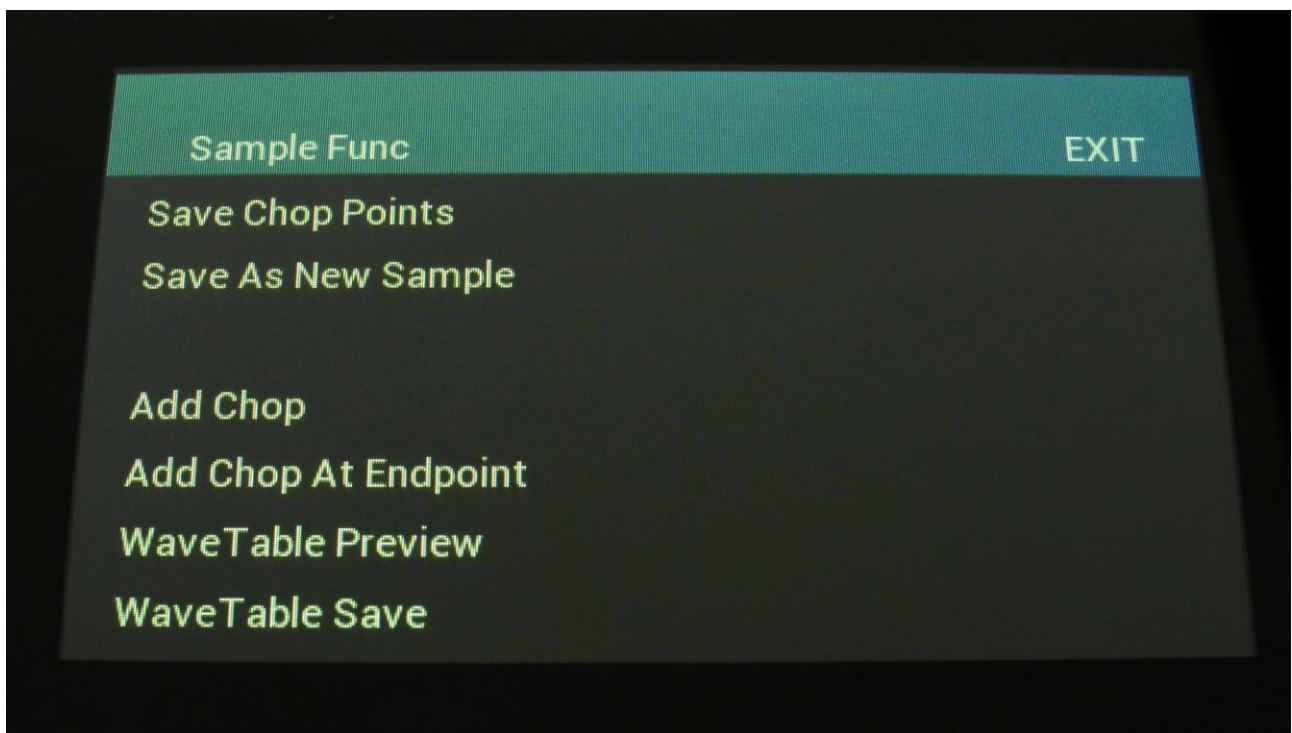 Sample Func EXIT
Save Chop Points
Save As New Sample
Add Chop
Add Chop At Endpoint
WaveTable Preview
WaveTable Save